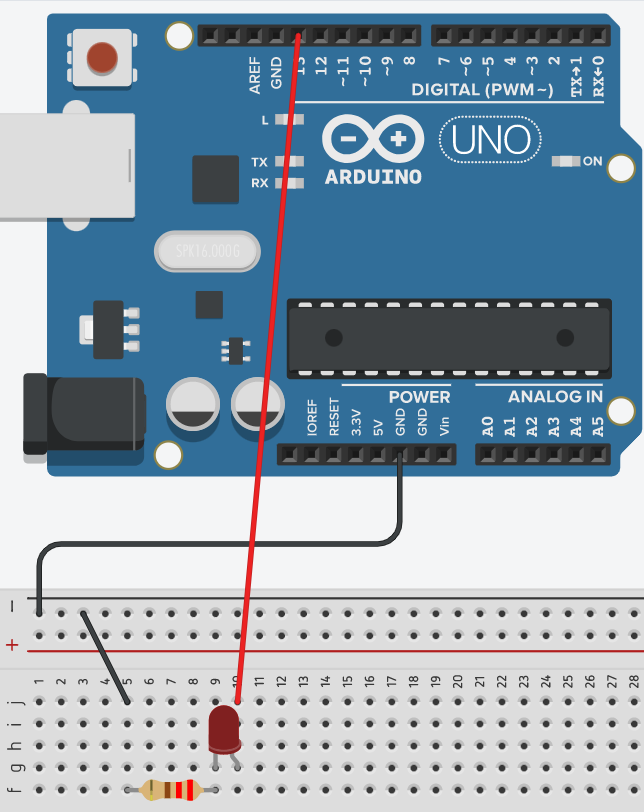 AREF
GND
13
12
~11
~10
~9
8
7
~6
~5
4
~3
2
TX→1
RX←0
DIGITAL (PWM~)
L
TX
RX
ARDUINO
UNO
ON
SPK16.000G
IOREF
RESET
3.3V
5V
GND
GND
Vin
POWER
ANALOG IN
A0
A1
A2
A3
A4
A5
−
+
1 2 3 4 5 6 7 8 9 10 11 12 13 14 15 16 17 18 19 20 21 22 23 24 25 26 27 28
j
i
h
g
f